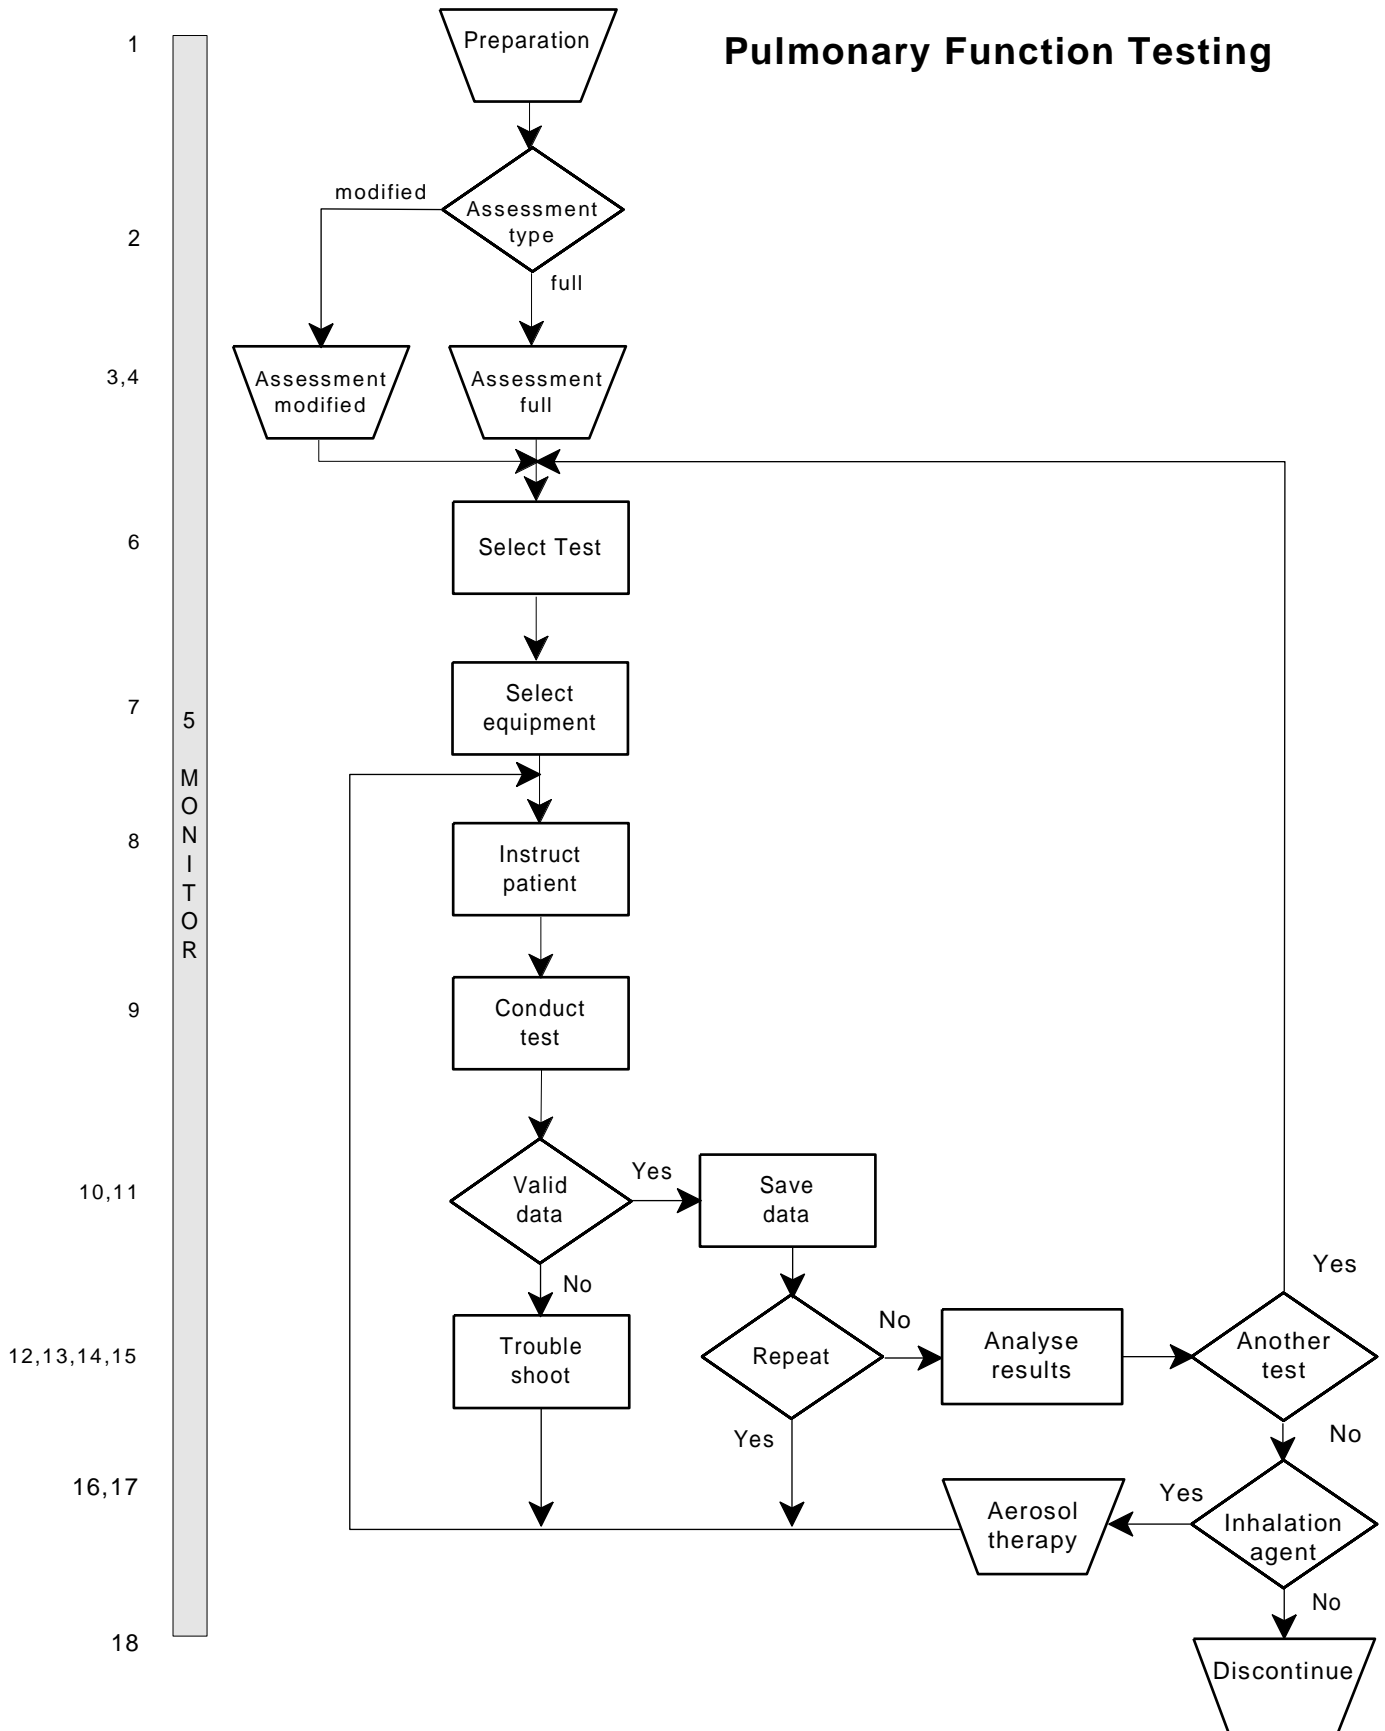 Pulmonary Function Testing
1
Preparation
modified
Assessment
type
2
full
3,4
Assessment
modified
Assessment
full
6
Select Test
7
Select
equipment
5
M
O
N
I
T
O
R
8
Instruct
patient
9
Conduct
test
10,11
Valid
data
Yes
Save
data
No
Yes
12,13,14,15
Trouble
shoot
Repeat
No
Analyse
results
Another
test
Yes
No
16,17
Aerosol
therapy
Yes
Inhalation
agent
No
18
Discontinue